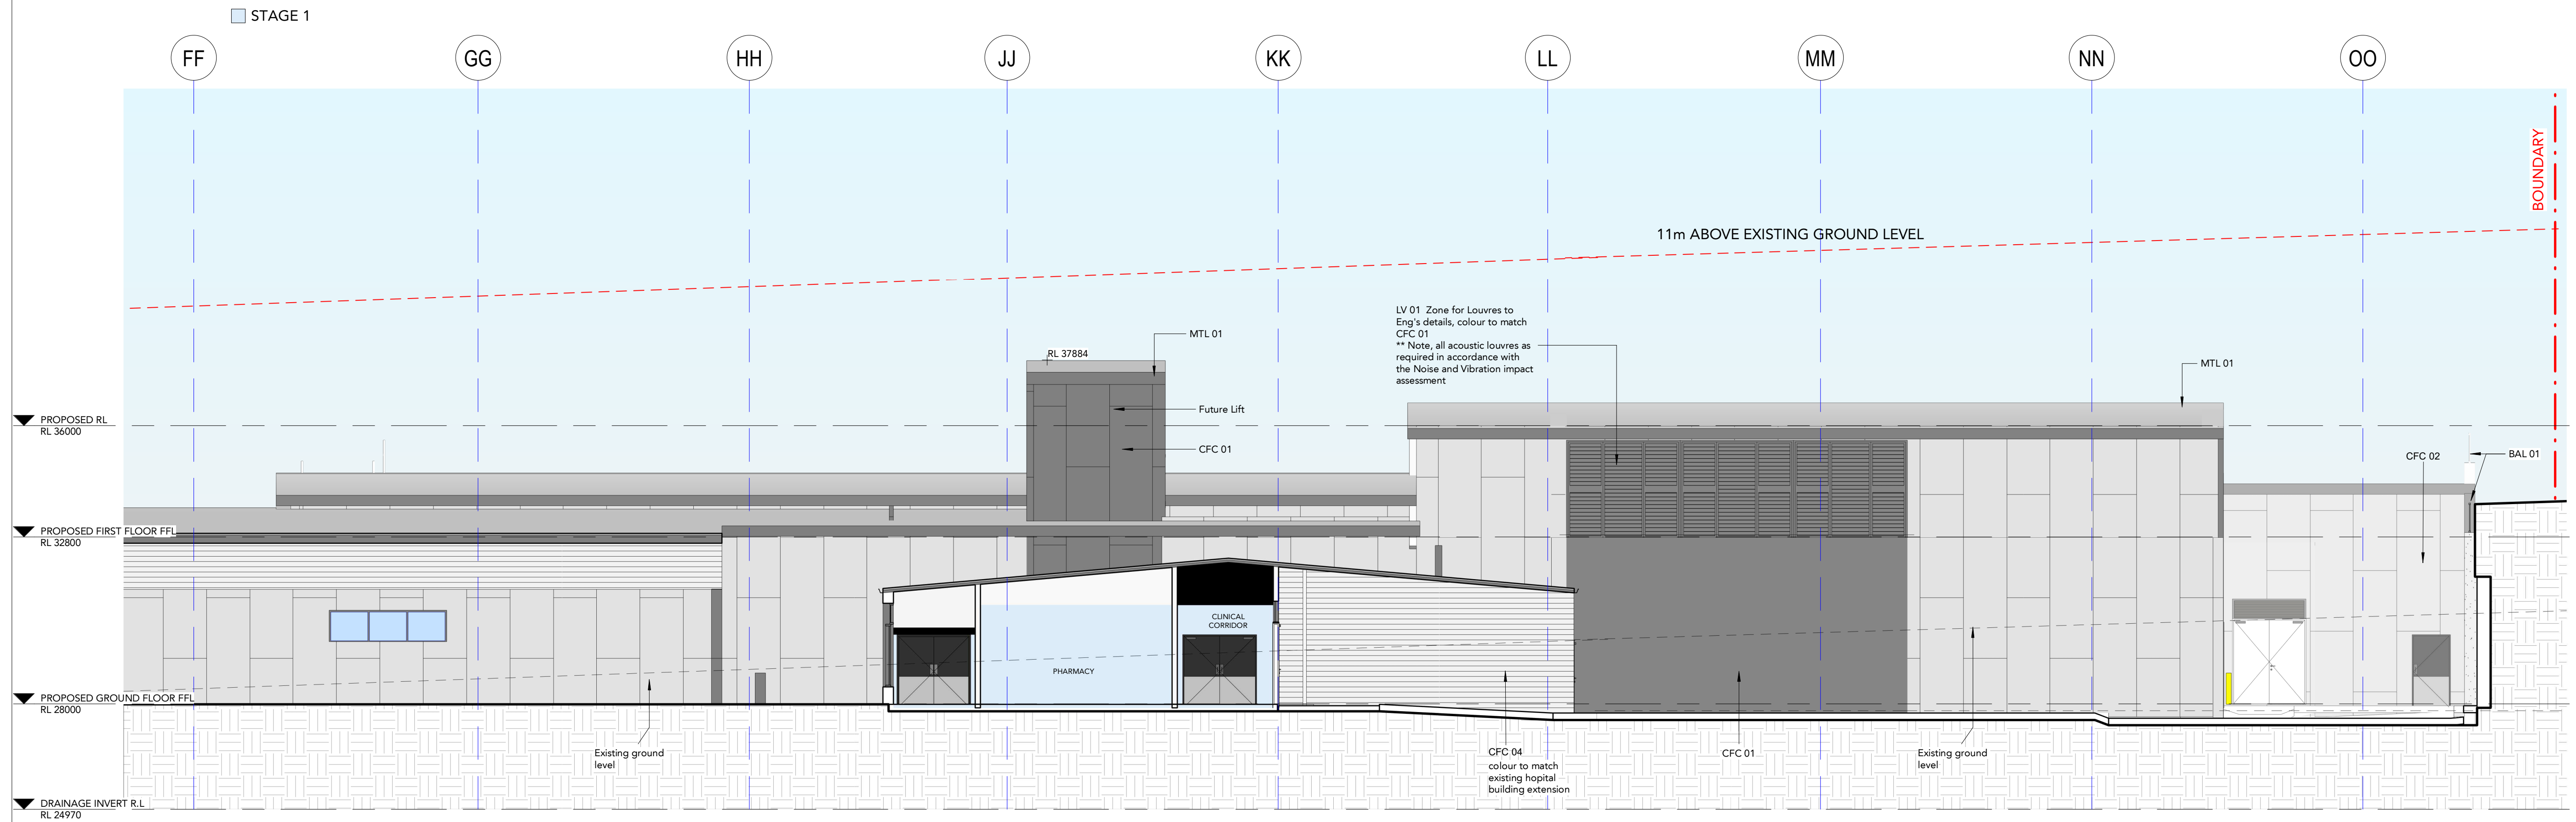 STAGE 1
FF
GG
HH
JJ
KK
LL
MM
NN
OO
BOUNDARY
11m ABOVE EXISTING GROUND LEVEL
LV 01 Zone for Louvres to
Eng's details, colour to match
CFC 01
** Note, all acoustic louvres as
required in accordance with
the Noise and Vibration impact
assessment
MTL 01
RL 37884
MTL 01
Future Lift
CFC 01
PROPOSED RL
RL 36000
CFC 02
BAL 01
PROPOSED FIRST FLOOR FFL
RL 32800
CLINICAL
CORRIDOR
PHARMACY
PROPOSED GROUND FLOOR FFL
RL 28000
Existing ground
level
CFC 04
colour to match
existing hopital
building extension
CFC 01
Existing ground
level
DRAINAGE INVERT R.L
RL 24970